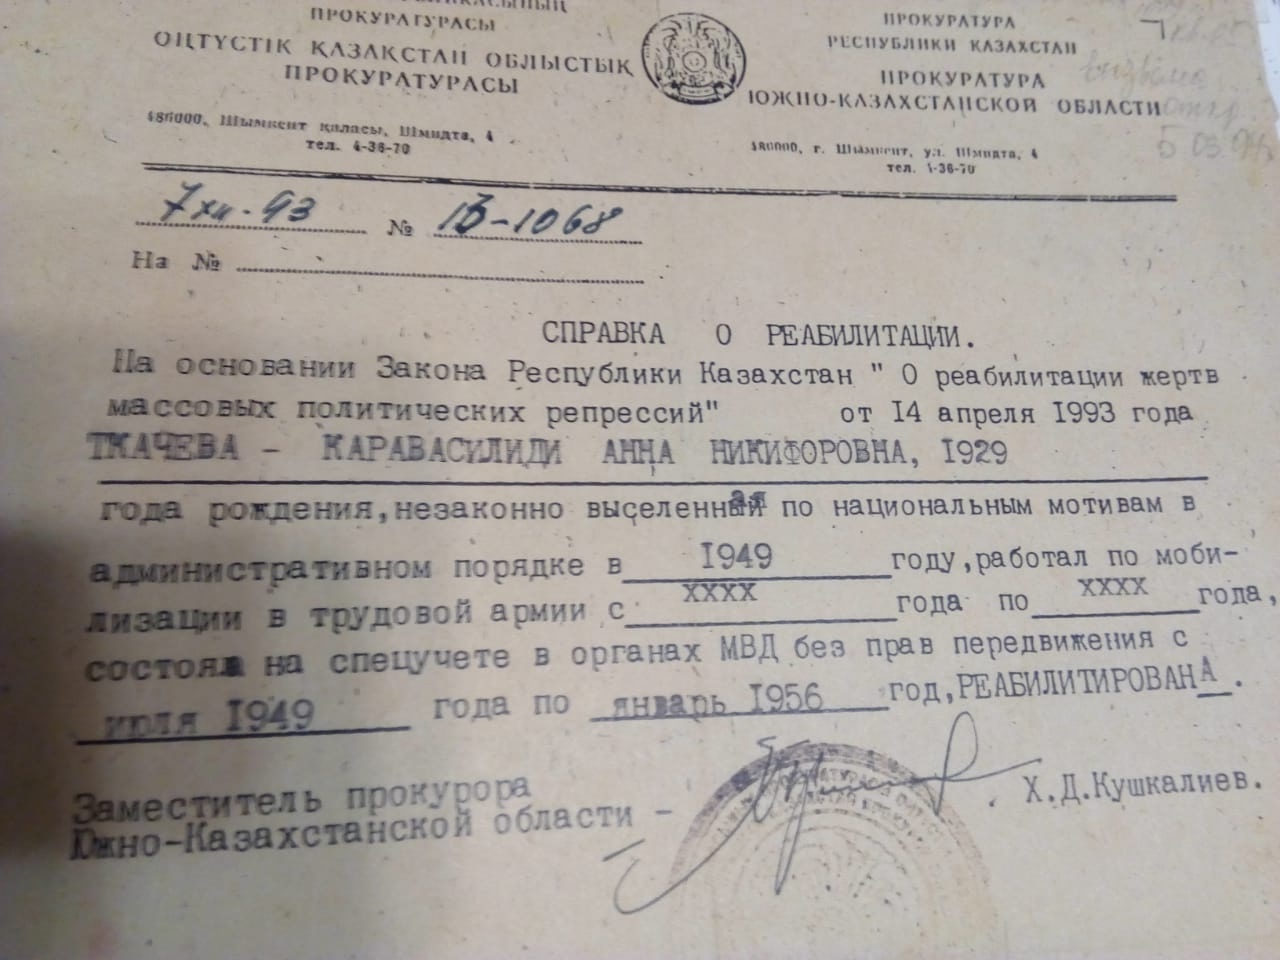 ПРОКУРАТУРАСЫ
ОҢТҮСТІК ҚАЗАҚСТАН ОБЛЫСТЫҚ
ПРОКУРАТУРАСЫ
486000, Шымкент қаласы, Шмидта, 4
тел. 4-36-70
ПРОКУРАТУРА
РЕСПУБЛИКИ КАЗАХСТАН
ПРОКУРАТУРА
ЮЖНО-КАЗАХСТАНСКОЙ ОБЛАСТИ
486000, г. Шымкент, ул. Шмидта, 4
тел. 4-36-70
7 XII-93 № 13-1068
На №
СПРАВКА О РЕАБИЛИТАЦИИ.
На основании Закона Республики Казахстан " О реабилитации жертв
массовых политических репрессий" от 14 апреля 1993 года
ТКАЧЕВА - КАРАВАСИЛИДИ АННА НИКИФОРОВНА, 1929
года рождения, незаконно выселенная по национальным мотивам в
административном порядке в 1949 году, работал по моби-
лизации в трудовой армии с XXXX года по XXXX года,
состоял на спецучете в органах МВД без прав передвижения с
июля 1949 года по январь 1956 год, РЕАБИЛИТИРОВАНА.
Заместитель прокурора
Южно-Казахстанской области - Х.Д.Кушкалиев.